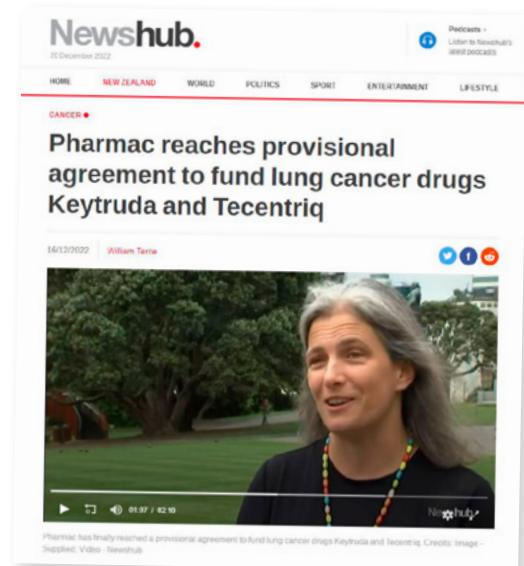 Newshub.
20 December 2022
Podcasts ›
Listen to Newshub's
latest podcasts
HOME NEW ZEALAND WORLD POLITICS SPORT ENTERTAINMENT LIFESTYLE
CANCER
Pharmac reaches provisional
agreement to fund lung cancer drugs
Keytruda and Tecentriq
16/12/2022 William Terite
01:07 / 02:10
Newshub
Pharmac has finally reached a provisional agreement to fund lung cancer drugs Keytruda and Tecentriq. Credits: Image -
Supplied; Video - Newshub